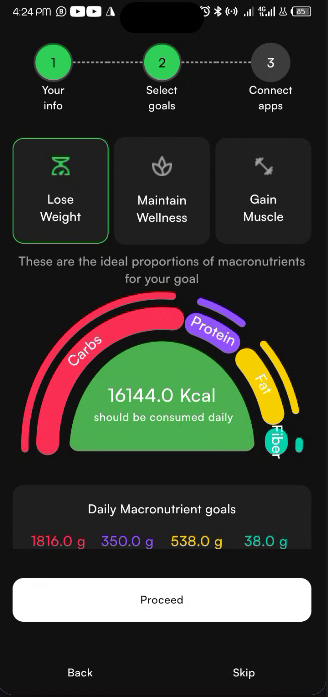 4:24 PM
4G
85
1
2
3
Your
info
Select
goals
Connect
apps
Lose
Weight
Maintain
Wellness
Gain
Muscle
These are the ideal proportions of macronutrients
for your goal
Carbs
Protein
Fat
Fiber
16144.0 Kcal
should be consumed daily
Daily Macronutrient goals
1816.0 g 350.0 g 538.0 g 38.0 g
Proceed
Back
Skip